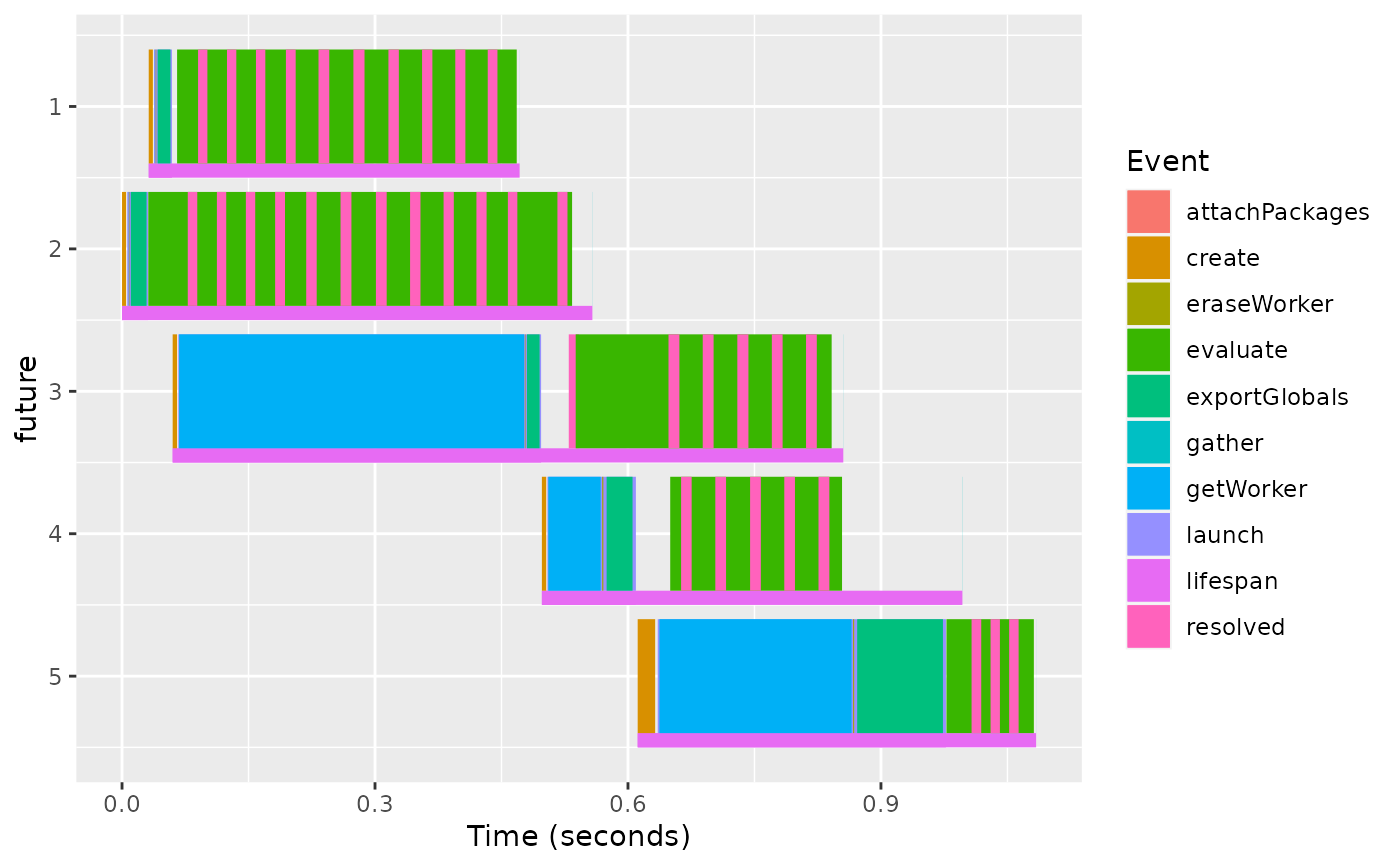 1
2
3
4
5
future
0.0
0.3
0.6
0.9
Time (seconds)
Event
attachPackages
create
eraseWorker
evaluate
exportGlobals
gather
getWorker
launch
lifespan
resolved